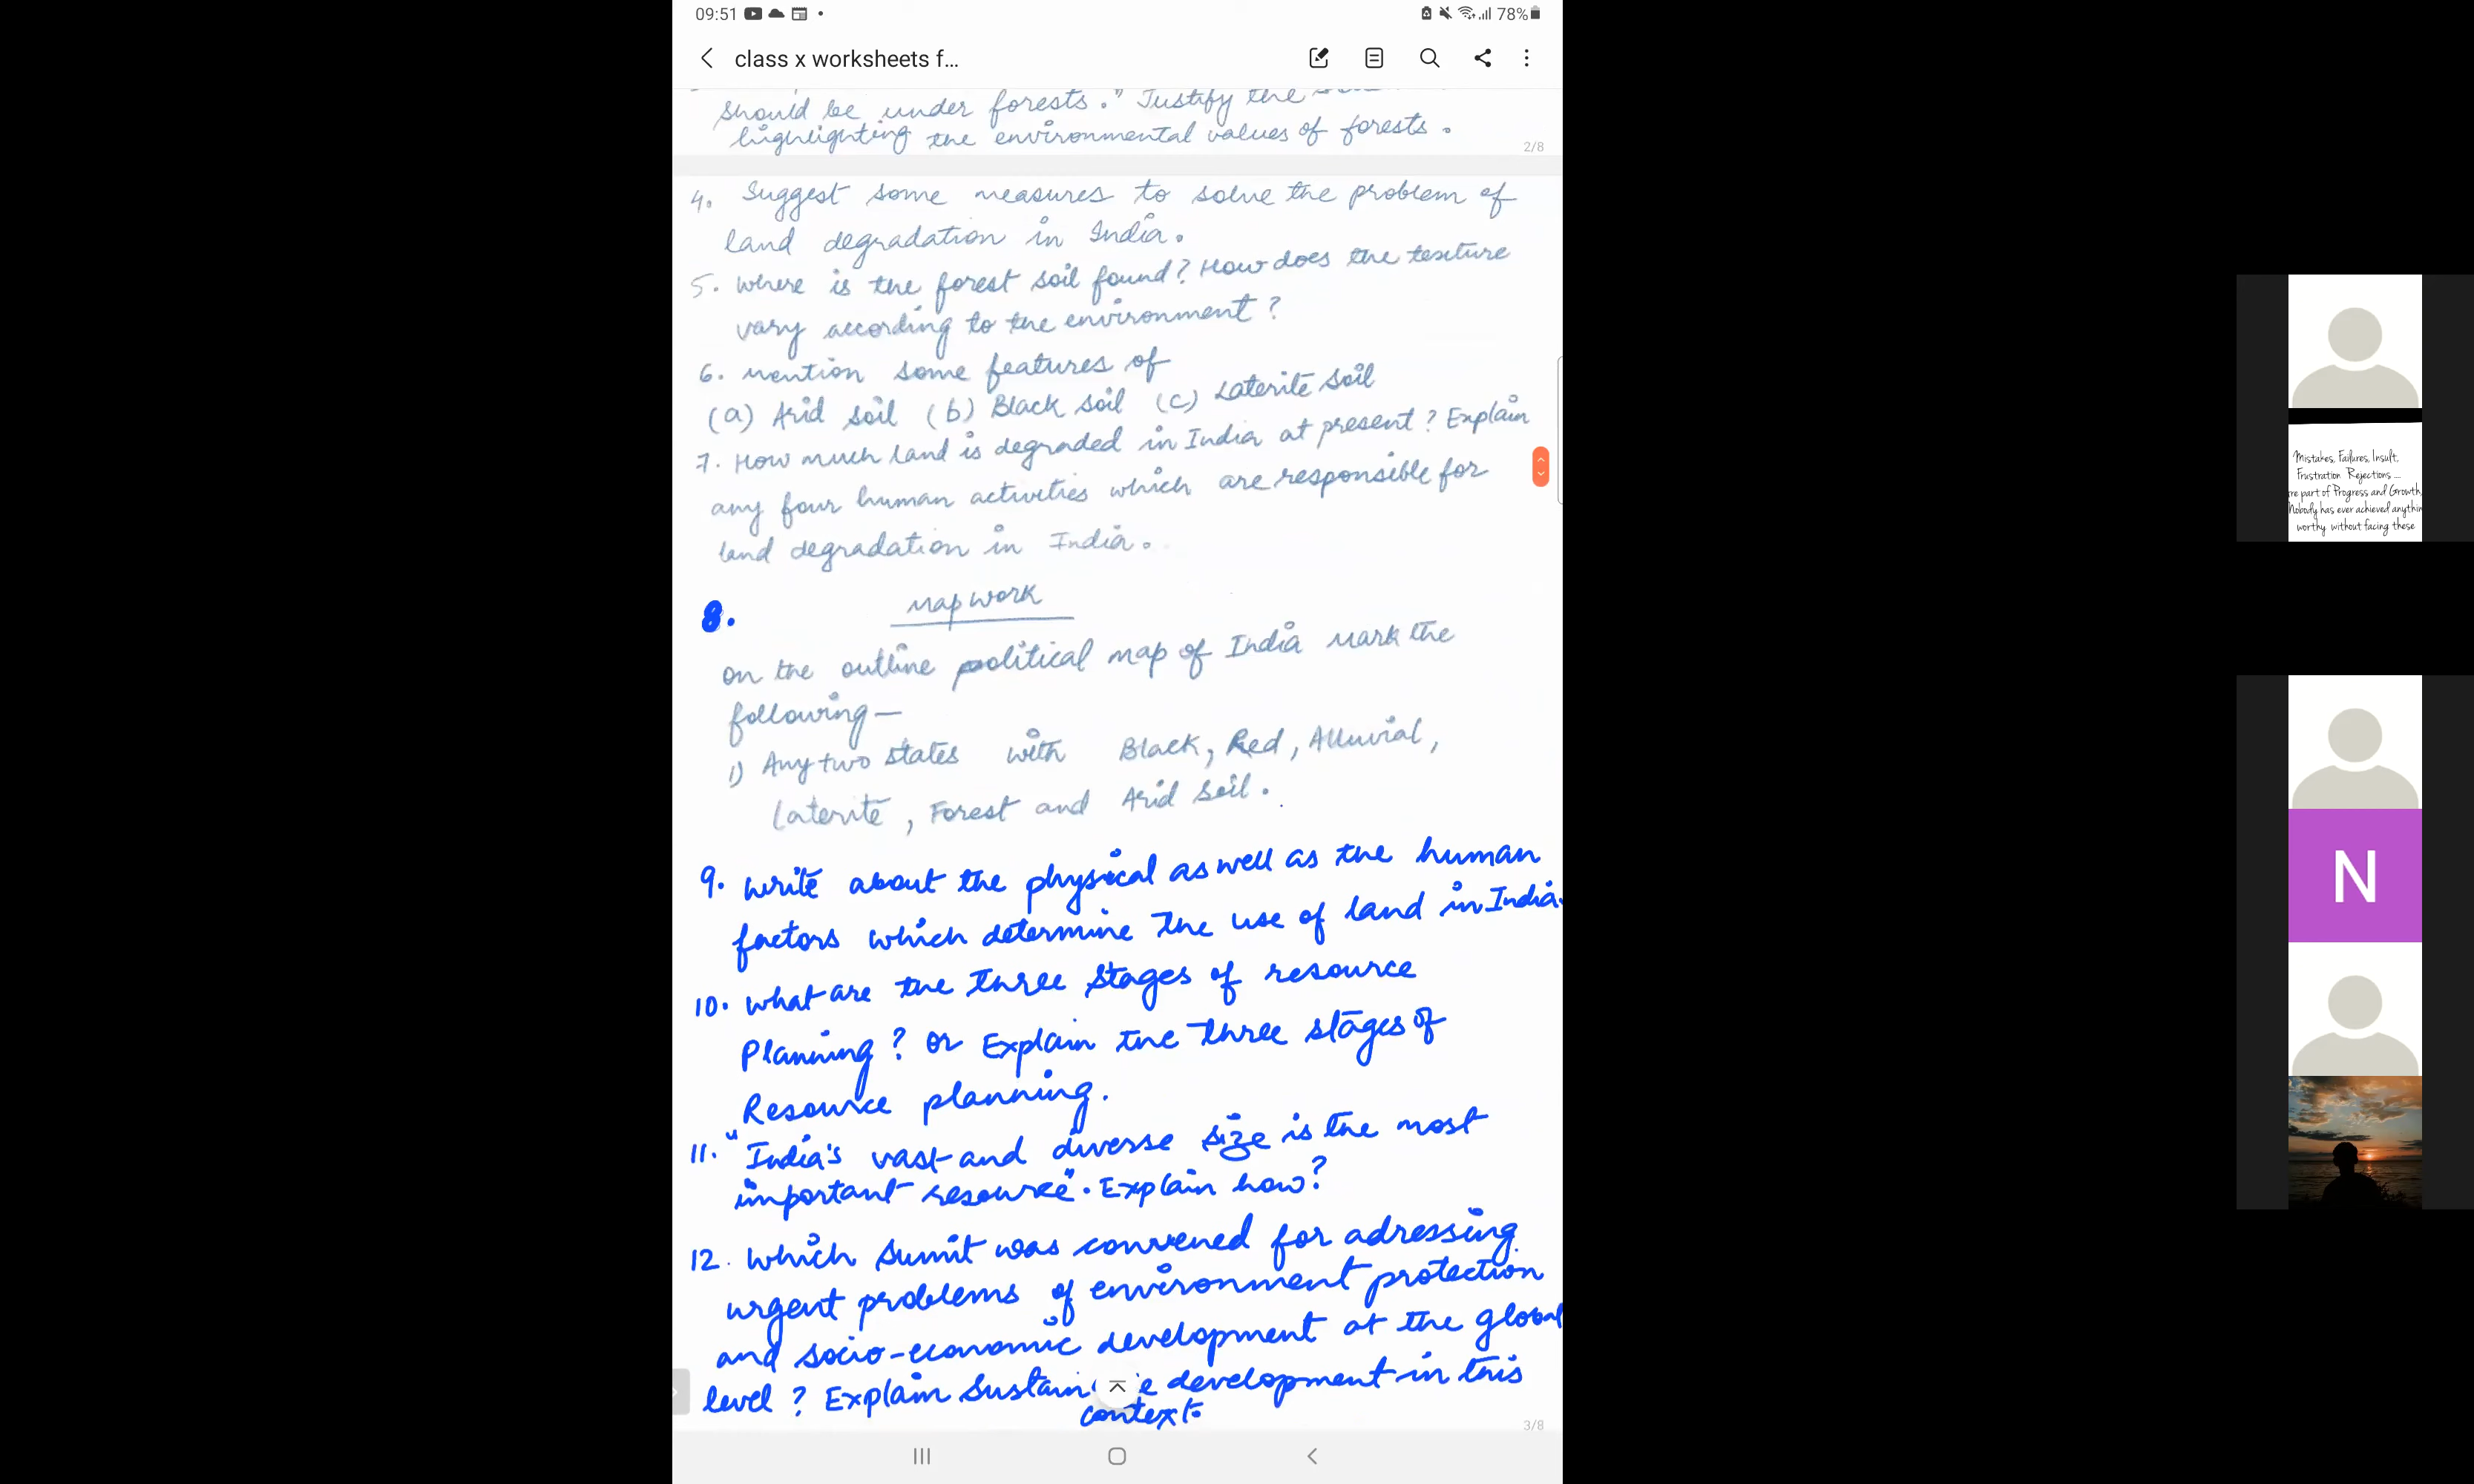 09:51
78%
class x worksheets f...
should be under forests." Justify the
highlighting the environmental values of forests.
2/8
4. Suggest some measures to solve the problem of
land degradation in India.
5. Where is the forest soil found? How does the texture
vary according to the environment?
6. Mention some features of
(a) Arid soil (b) Black soil (c) Laterite soil
7. How much land is degraded in India at present? Explain
any four human activities which are responsible for
land degradation in India.
8. Map work
on the outline political map of India mark the
following—
1) Any two states with Black, Red, Alluvial,
Laterite, Forest and Arid soil.
9. Write about the physical as well as the human
factors which determine the use of land in India.
10. What are the three stages of resource
Planning? Or Explain the three stages of
Resource planning.
11. "India's vast and diverse size is the most
important resource". Explain how?
12. Which Sumit was convened for adressing
urgent problems of environment protection
and socio-economic development at the global
level? Explain Sustain e development in this
context.
3/8
Mistakes, Failures, Insult,
Frustration Rejections ...
re part of Progress and Growth
Nobody has ever achieved anythin
worthy without facing these
N